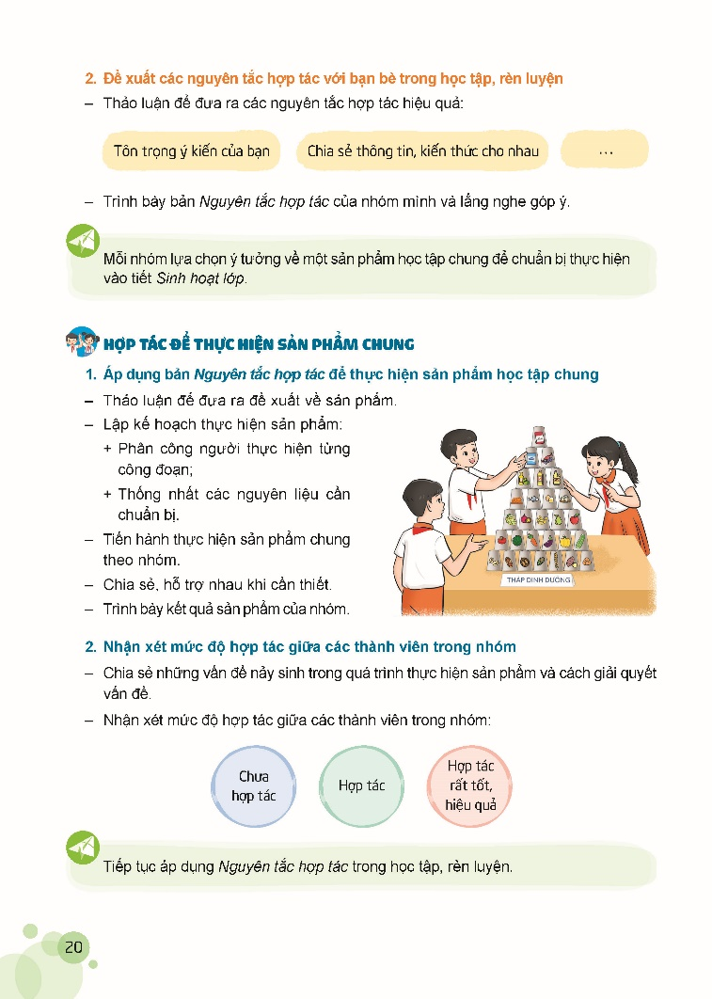 2. Đề xuất các nguyên tắc hợp tác với bạn bè trong học tập, rèn luyện
– Thảo luận để đưa ra các nguyên tắc hợp tác hiệu quả:
Tôn trọng ý kiến của bạn
Chia sẻ thông tin, kiến thức cho nhau
...
– Trình bày bản Nguyên tắc hợp tác của nhóm mình và lắng nghe góp ý.
Mỗi nhóm lựa chọn ý tưởng về một sản phẩm học tập chung để chuẩn bị thực hiện
vào tiết Sinh hoạt lớp.
HỢP TÁC ĐỂ THỰC HIỆN SẢN PHẨM CHUNG
1. Áp dụng bản Nguyên tắc hợp tác để thực hiện sản phẩm học tập chung
– Thảo luận để đưa ra đề xuất về sản phẩm.
– Lập kế hoạch thực hiện sản phẩm:
+ Phân công người thực hiện từng
công đoạn;
+ Thống nhất các nguyên liệu cần
chuẩn bị.
– Tiến hành thực hiện sản phẩm chung
theo nhóm.
– Chia sẻ, hỗ trợ nhau khi cần thiết.
– Trình bày kết quả sản phẩm của nhóm.
THÁP DINH DƯỠNG
2. Nhận xét mức độ hợp tác giữa các thành viên trong nhóm
– Chia sẻ những vấn đề nảy sinh trong quá trình thực hiện sản phẩm và cách giải quyết
vấn đề.
– Nhận xét mức độ hợp tác giữa các thành viên trong nhóm:
Chưa
hợp tác
Hợp tác
Hợp tác
rất tốt,
hiệu quả
Tiếp tục áp dụng Nguyên tắc hợp tác trong học tập, rèn luyện.
20